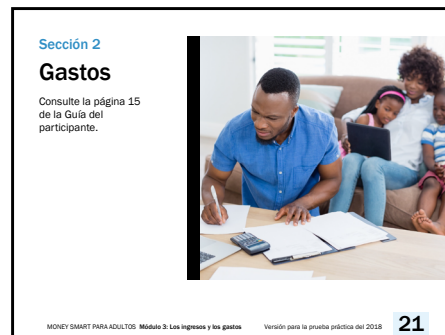 Sección 2
Gastos
Consulte la página 15
de la Guía del
participante.
MONEY SMART PARA ADULTOS Módulo 3: Los ingresos y los gastos Versión para la prueba práctica del 2018 21